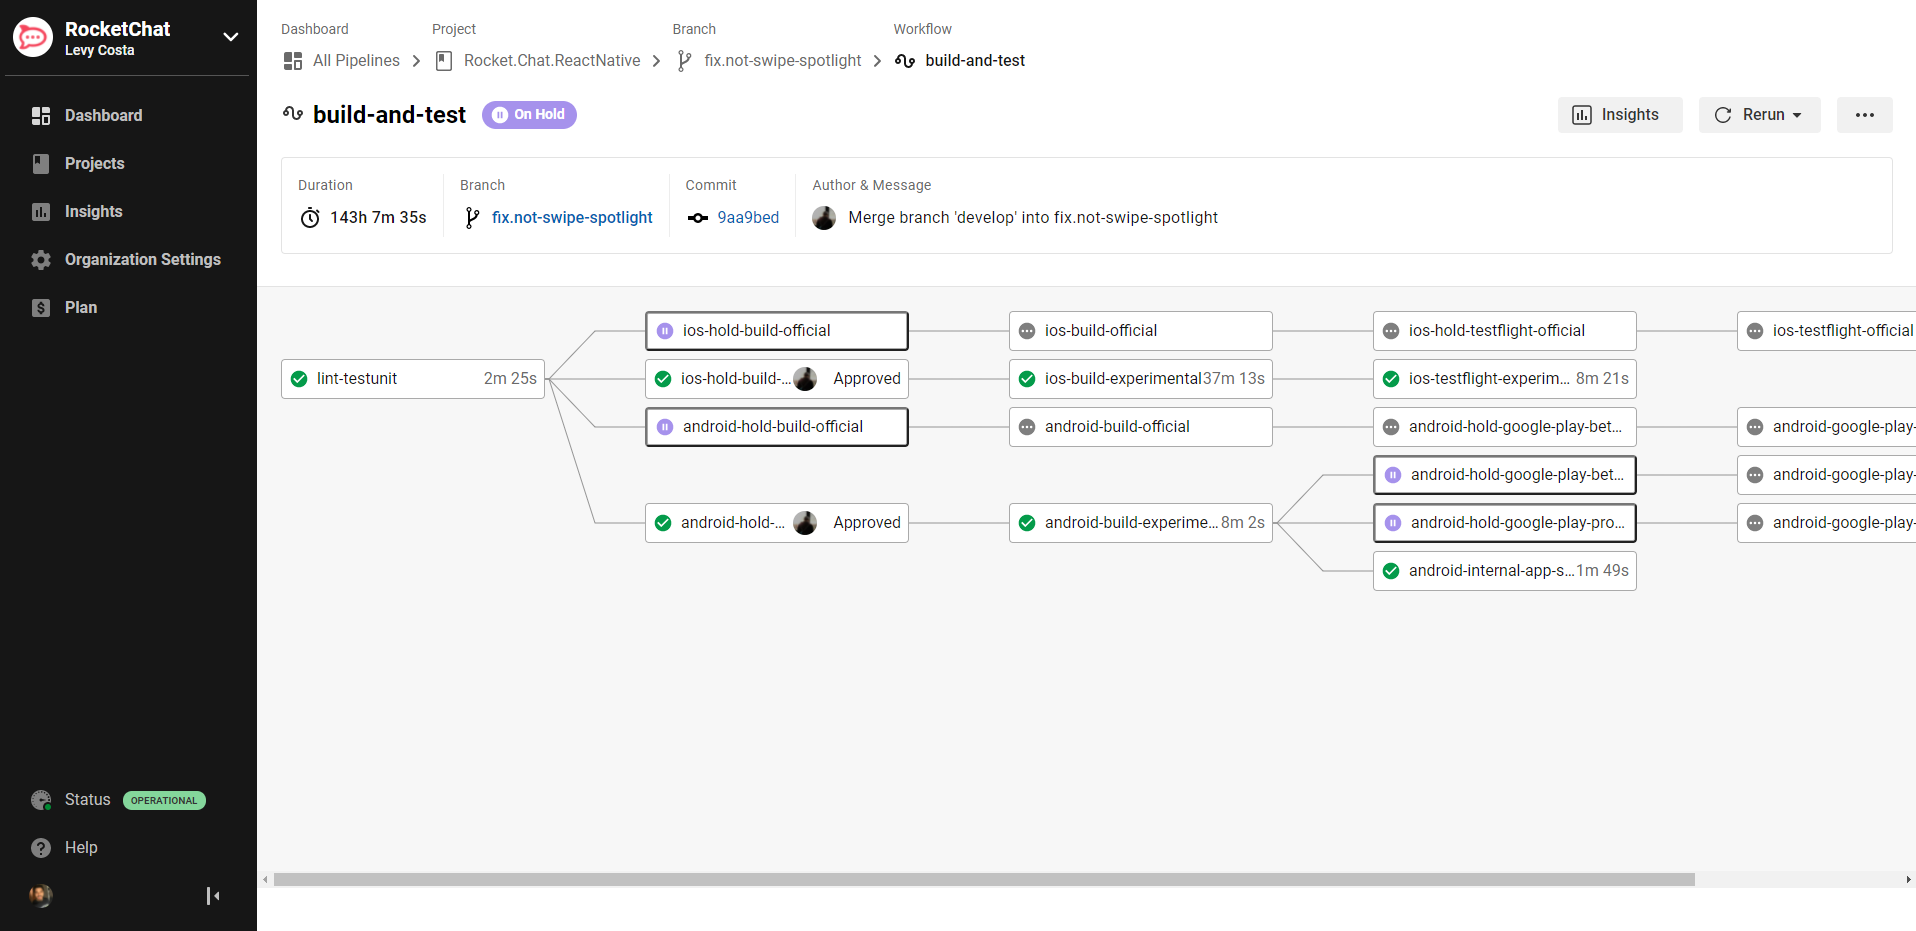 RocketChat
Levy Costa
Dashboard
Projects
Insights
Organization Settings
Plan
Status OPERATIONAL
Help
Dashboard Project Branch Workflow
All Pipelines Rocket.Chat.ReactNative fix.not-swipe-spotlight build-and-test
build-and-test On Hold
Insights Rerun
Duration Branch Commit Author & Message
143h 7m 35s fix.not-swipe-spotlight 9aa9bed Merge branch 'develop' into fix.not-swipe-spotlight
ios-hold-build-official ios-build-official ios-hold-testflight-official ios-testflight-official
lint-testunit 2m 25s ios-hold-build-... Approved ios-build-experimental 37m 13s ios-testflight-experim... 8m 21s
android-hold-build-official android-build-official android-hold-google-play-bet... android-google-play-
android-hold-google-play-bet... android-google-play-
android-hold-... Approved android-build-experime... 8m 2s android-hold-google-play-pro... android-google-play-
android-internal-app-s... 1m 49s